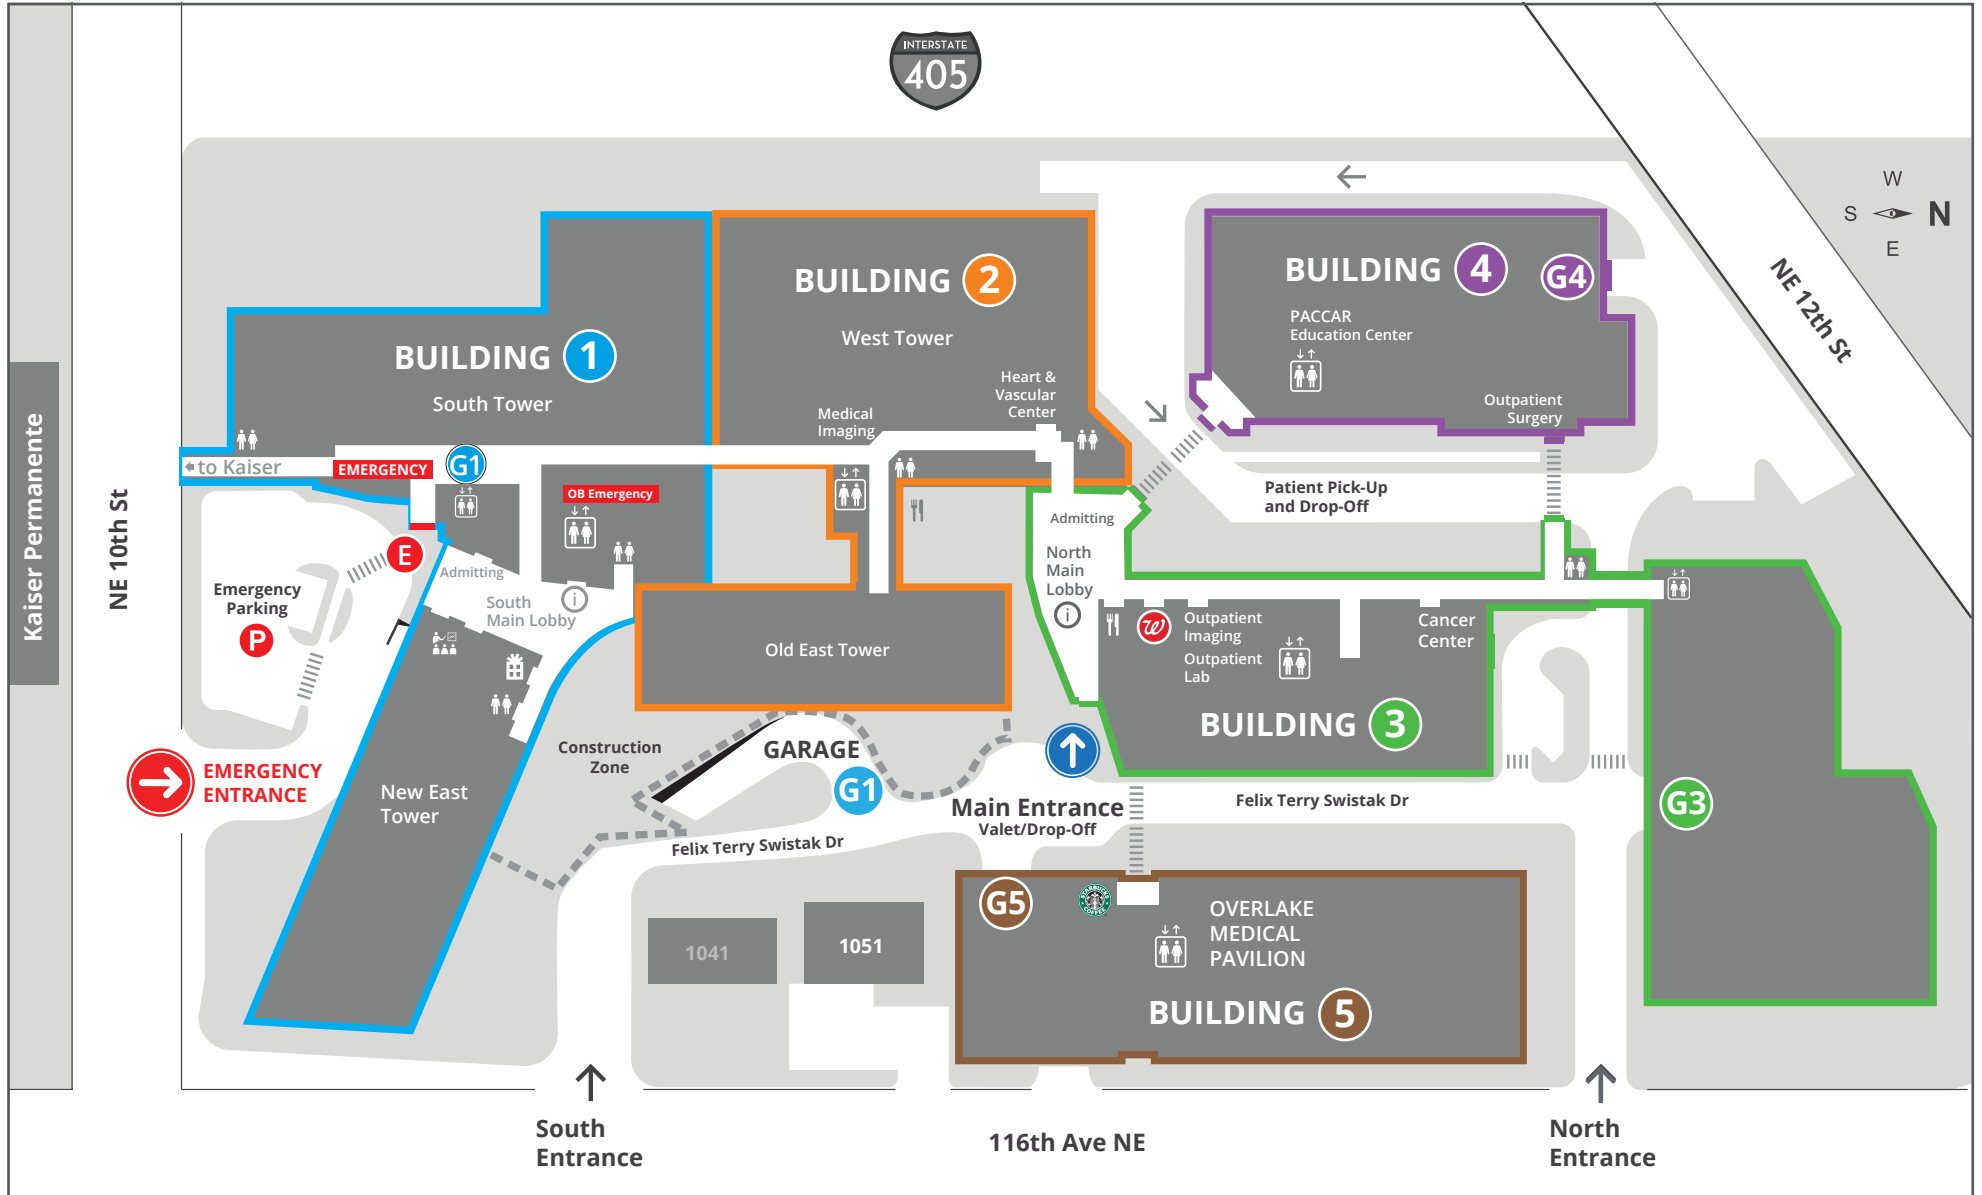 INTERSTATE
405
W
S
N
E
NE 12th St
Kaiser Permanente
NE 10th St
BUILDING 1
South Tower
to Kaiser
EMERGENCY
G1
OB Emergency
E
Admitting
South
Main Lobby
i
Emergency
Parking
P
EMERGENCY
ENTRANCE
New East
Tower
BUILDING 2
West Tower
Heart &
Vascular
Center
Medical
Imaging
Old East Tower
BUILDING 4
G4
PACCAR
Education Center
Outpatient
Surgery
Patient Pick-Up
and Drop-Off
Admitting
North
Main
Lobby
i
W
Outpatient
Imaging
Outpatient
Lab
Cancer
Center
BUILDING 3
G3
Construction
Zone
GARAGE
G1
Main Entrance
Valet/Drop-Off
Felix Terry Swistak Dr
Felix Terry Swistak Dr
1041
1051
G5
STARBUCKS
COFFEE
OVERLAKE
MEDICAL
PAVILION
BUILDING 5
South
Entrance
116th Ave NE
North
Entrance